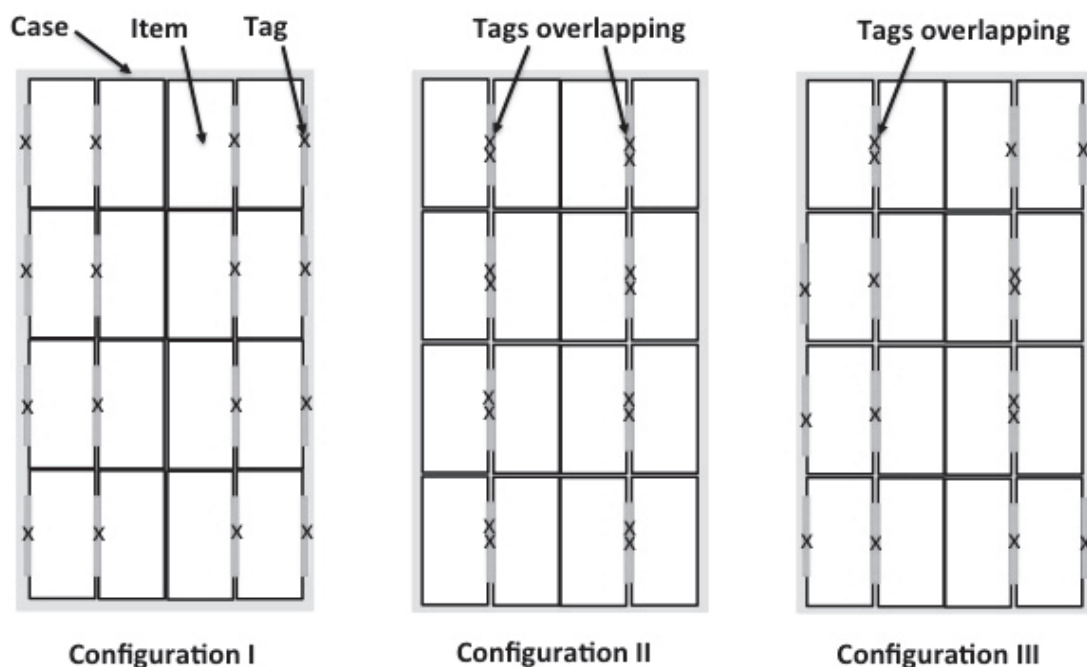 Case Item Tag
Tags overlapping
Tags overlapping
Configuration I
Configuration II
Configuration III